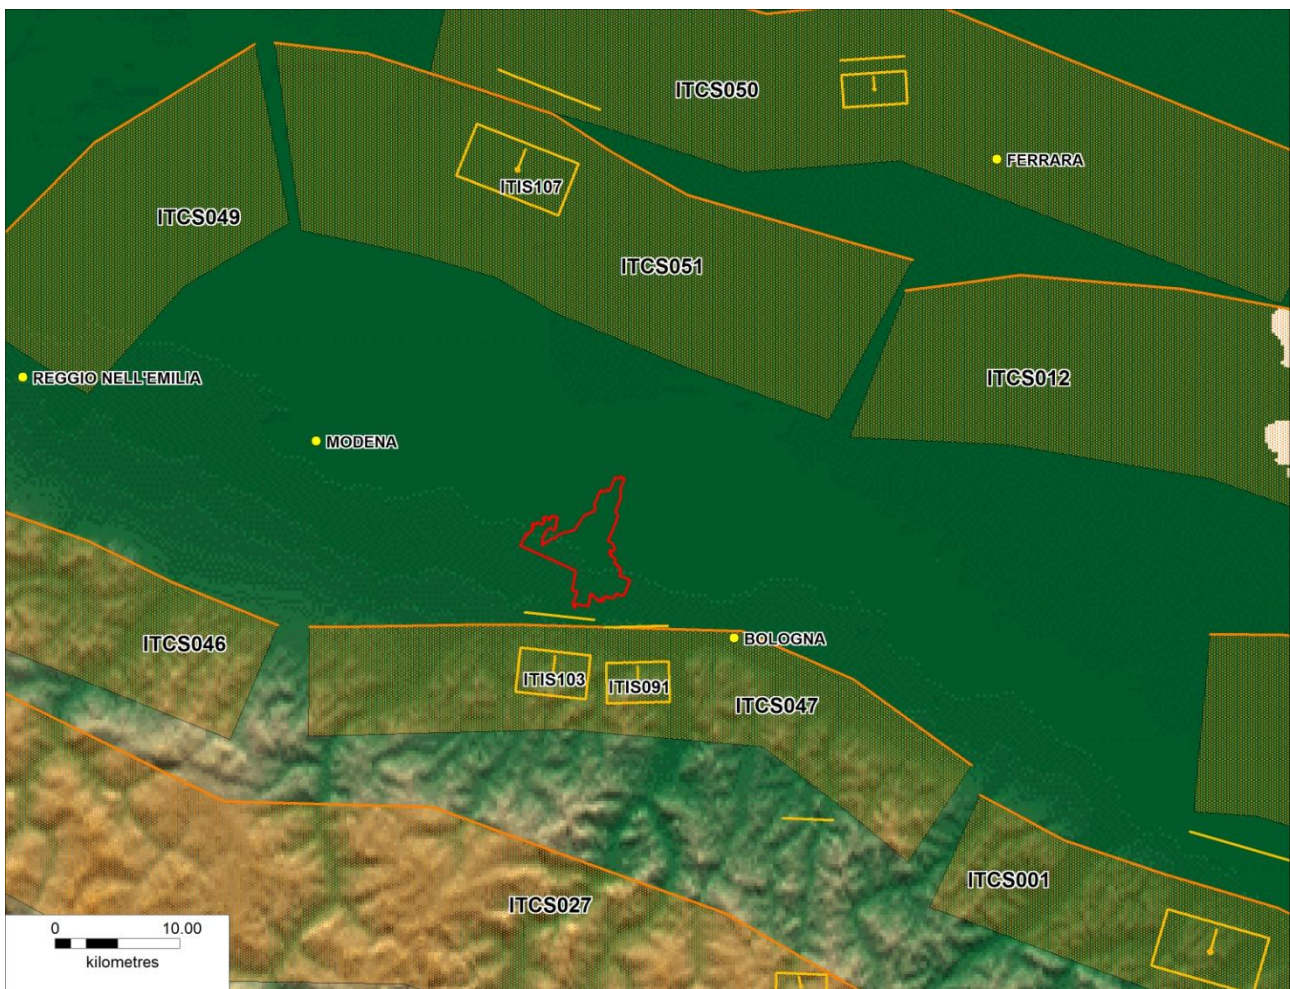 ITCS050
FERRARA
ITIS107
ITCS049
ITCS051
ITCS012
REGGIO NELL'EMILIA
MODENA
BOLOGNA
ITCS046
ITIS103
ITIS091
ITCS047
ITCS001
ITCS027
0 10.00
kilometres